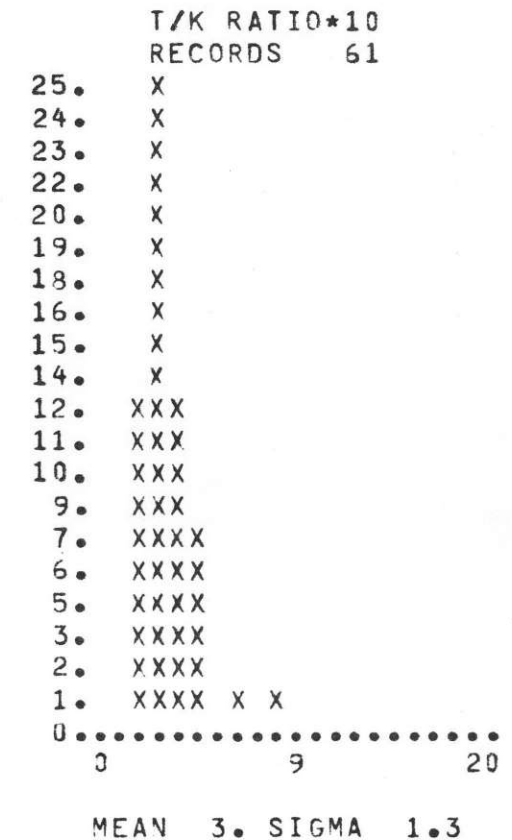 T/K RATIO*10
RECORDS 61
25. X
24. X
23. X
22. X
20. X
19. X
18. X
16. X
15. X
14. X
12. XXX
11. XXX
10. XXX
9. XXX
7. XXXX
6. XXXX
5. XXXX
3. XXXX
2. XXXX
1. XXXX X X
0.....................
0 9 20
MEAN 3. SIGMA 1.3